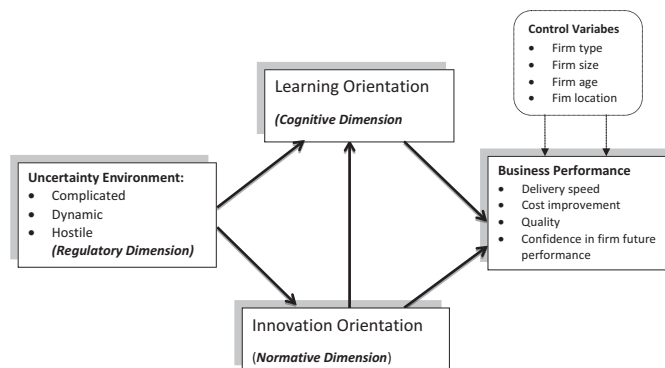 Control Variabes
• Firm type
• Firm size
• Firm age
• Fim location
Learning Orientation
(Cognitive Dimension
Uncertainty Environment:
• Complicated
• Dynamic
• Hostile
(Regulatory Dimension)
Business Performance
• Delivery speed
• Cost improvement
• Quality
• Confidence in firm future
performance
Innovation Orientation
(Normative Dimension)